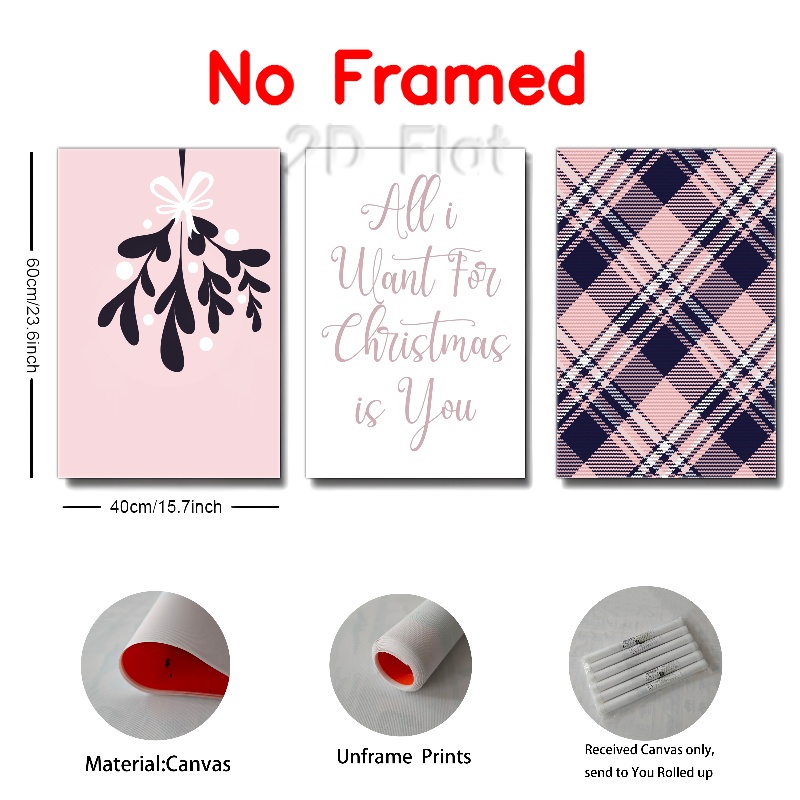 No Framed
2D Flat
All i
Want For
Christmas
is You
60cm/23.6inch
40cm/15.7inch
Material:Canvas
Unframe Prints
Received Canvas only,
send to You Rolled up